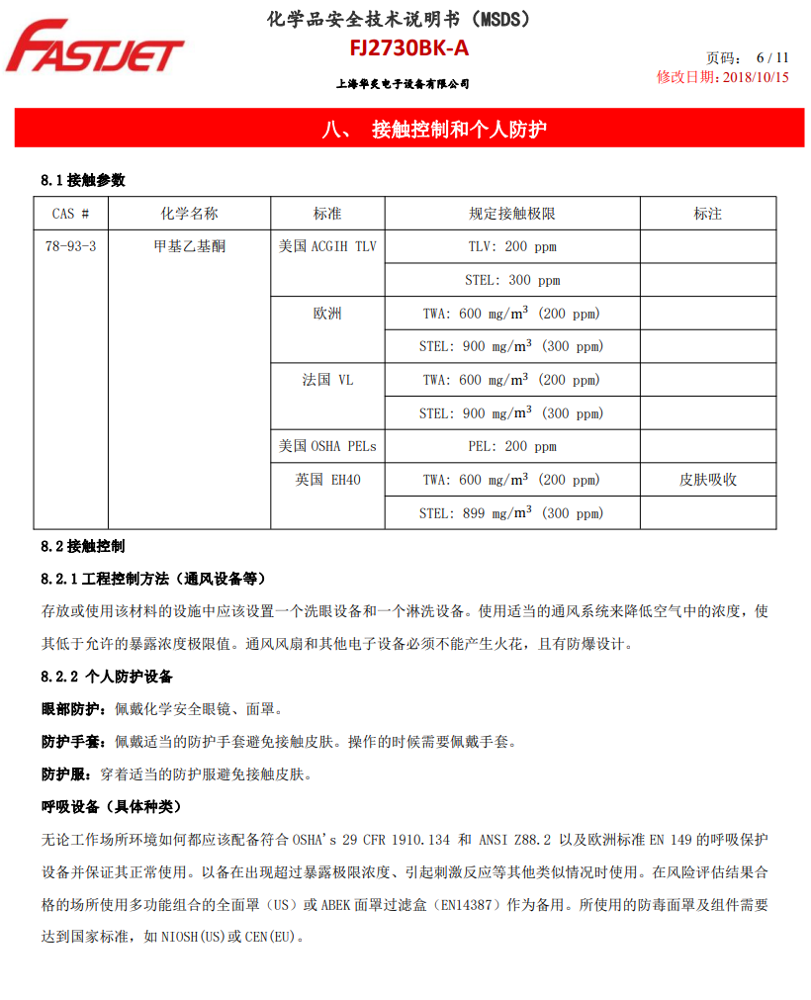 化学品安全技术说明书（MSDS）
FASTJET
FJ2730BK-A
上海华炙电子设备有限公司
页码： 6 / 11
修改日期：2018/10/15
八、 接触控制和个人防护
8.1 接触参数
CAS # 化学名称 标准 规定接触极限 标注
78-93-3 甲基乙基酮 美国 ACGIH TLV TLV: 200 ppm
STEL: 300 ppm
欧洲 TWA: 600 mg/m³ (200 ppm)
STEL: 900 mg/m³ (300 ppm)
法国 VL TWA: 600 mg/m³ (200 ppm)
STEL: 900 mg/m³ (300 ppm)
美国 OSHA PELs PEL: 200 ppm
英国 EH40 TWA: 600 mg/m³ (200 ppm) 皮肤吸收
STEL: 899 mg/m³ (300 ppm)
8.2 接触控制
8.2.1 工程控制方法（通风设备等）
存放或使用该材料的设施中应该设置一个洗眼设备和一个淋洗设备。使用适当的通风系统来降低空气中的浓度，使
其低于允许的暴露浓度极限值。通风风扇和其他电子设备必须不能产生火花，且有防爆设计。
8.2.2 个人防护设备
眼部防护：佩戴化学安全眼镜、面罩。
防护手套：佩戴适当的防护手套避免接触皮肤。操作的时候需要佩戴手套。
防护服：穿着适当的防护服避免接触皮肤。
呼吸设备（具体种类）
无论工作场所环境如何都应该配备符合 OSHA's 29 CFR 1910.134 和 ANSI Z88.2 以及欧洲标准 EN 149 的呼吸保护
设备并保证其正常使用。以备在出现超过暴露极限浓度、引起刺激反应等其他类似情况时使用。在风险评估结果合
格的场所使用多功能组合的全面罩（US）或 ABEK 面罩过滤盒（EN14387）作为备用。所使用的防毒面罩及组件需要
达到国家标准，如 NIOSH(US)或 CEN(EU)。